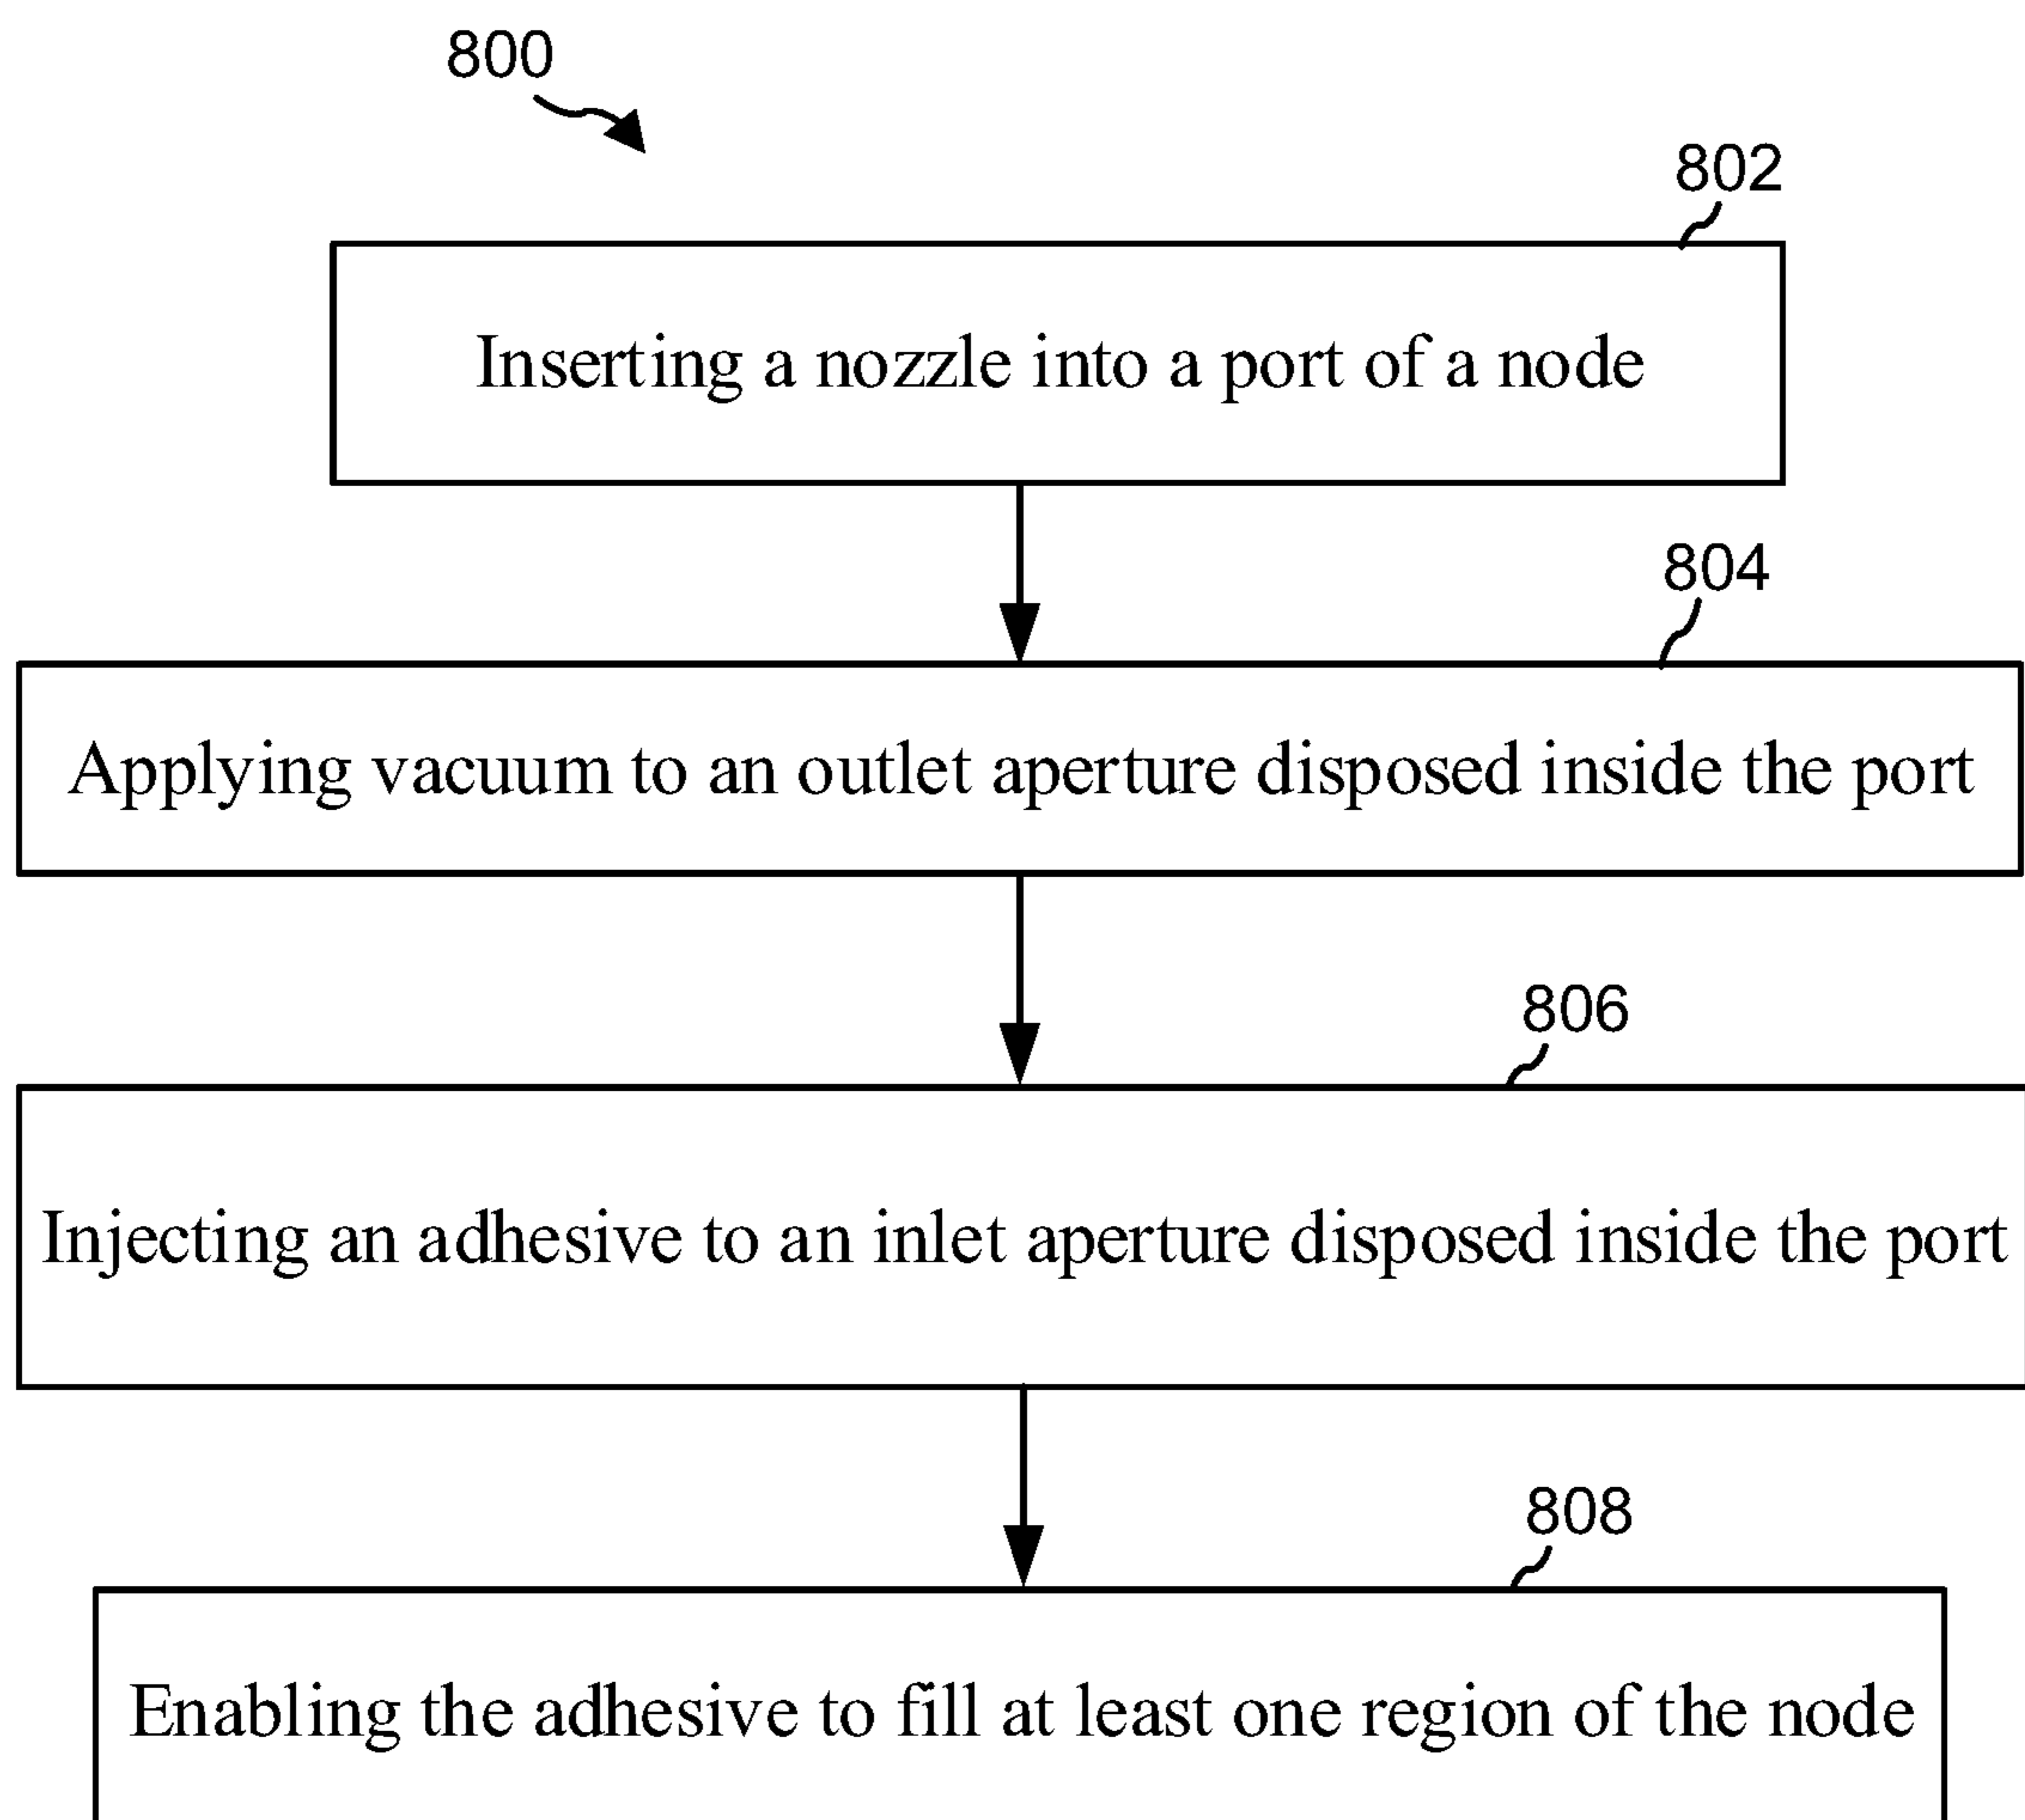 800
802
Inserting a nozzle into a port of a node
804
Applying vacuum to an outlet aperture disposed inside the port
806
Injecting an adhesive to an inlet aperture disposed inside the port
808
Enabling the adhesive to fill at least one region of the node